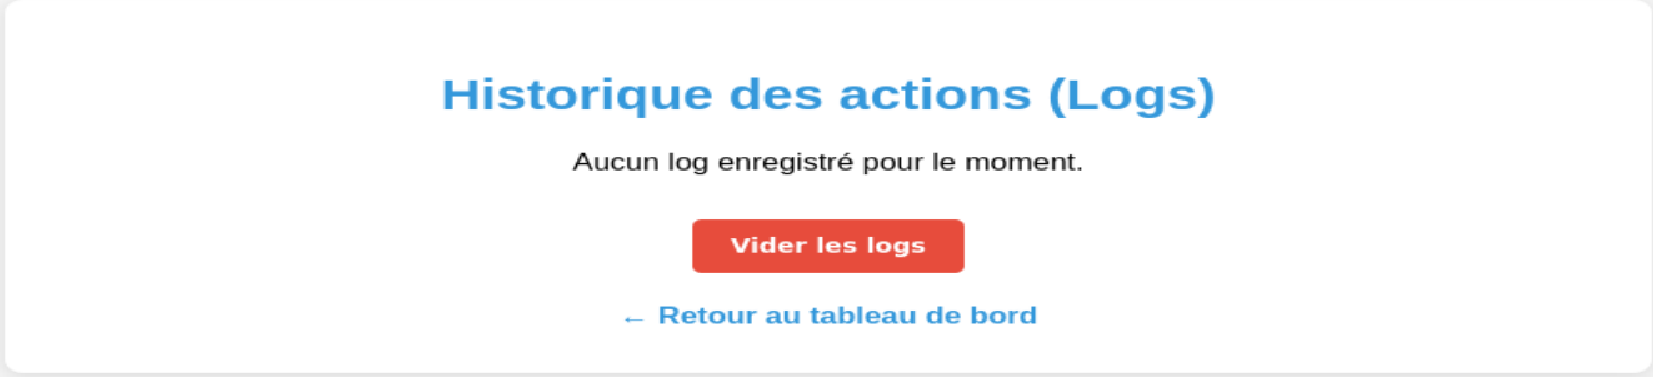 Historique des actions (Logs)
Aucun log enregistré pour le moment.
Vider les logs
← Retour au tableau de bord